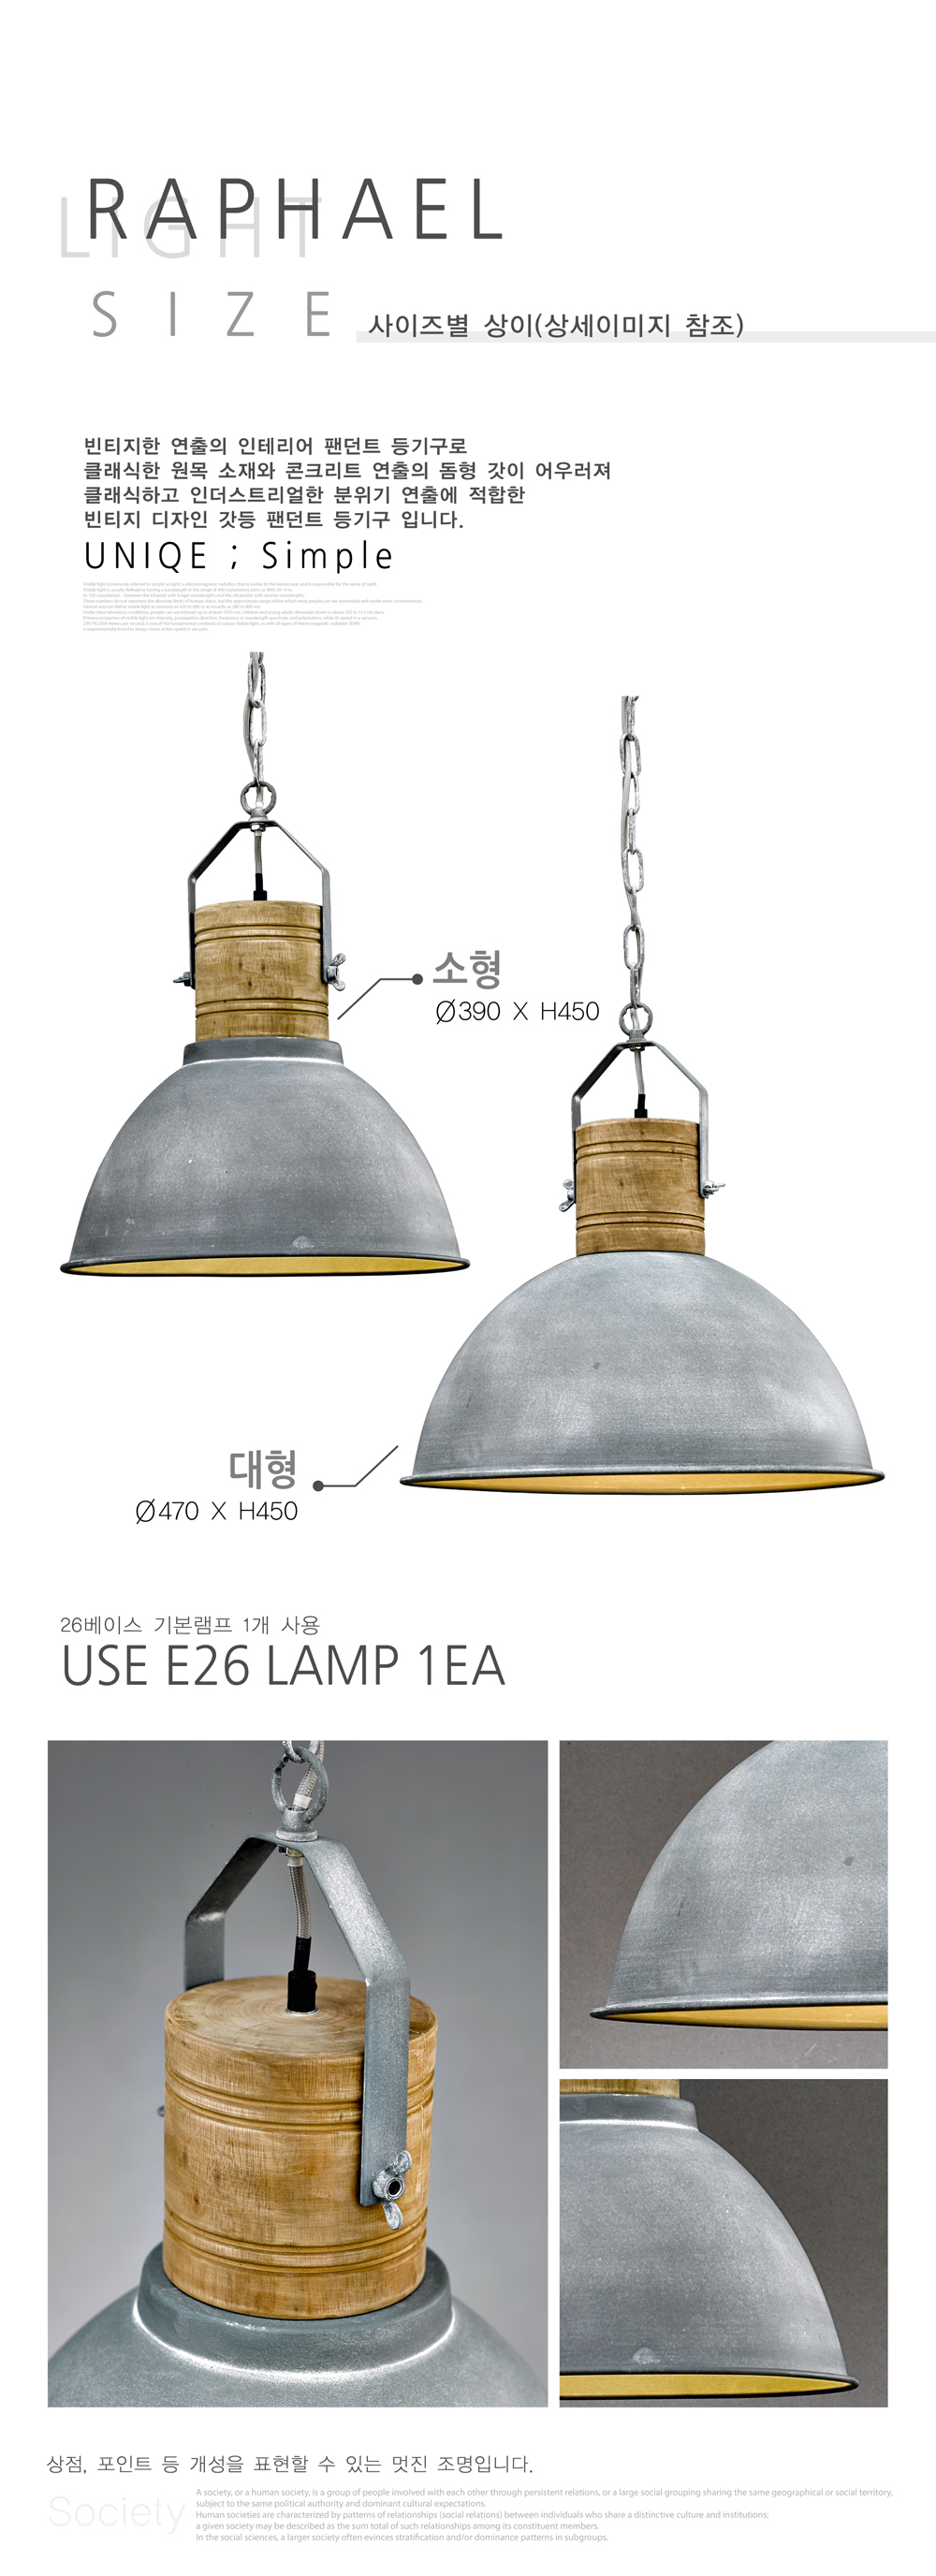 LIGHT
RAPHAEL
SIZE 사이즈별 상이(상세이미지 참조)
빈티지한 연출의 인테리어 팬던트 등기구로
클래식한 원목 소재와 콘크리트 연출의 돔형 갓이 어우러져
클래식하고 인더스트리얼한 분위기 연출에 적합한
빈티지 디자인 갓등 팬던트 등기구 입니다.
UNIQE ; Simple
소형
Ø390 X H450
대형
Ø470 X H450
26베이스 기본램프 1개 사용
USE E26 LAMP 1EA
상점, 포인트 등 개성을 표현할 수 있는 멋진 조명입니다.
Society
A society, or a human society, is a group of people involved with each other through persistent relations, or a large social grouping sharing the same geographical or social territory,
subject to the same political authority and dominant cultural expectations.
Human societies are characterized by patterns of relationships (social relations) between individuals who share a distinctive culture and institutions;
a given society may be described as the sum total of such relationships among its constituent members.
In the social sciences, a larger society often evinces stratification and/or dominance patterns in subgroups.